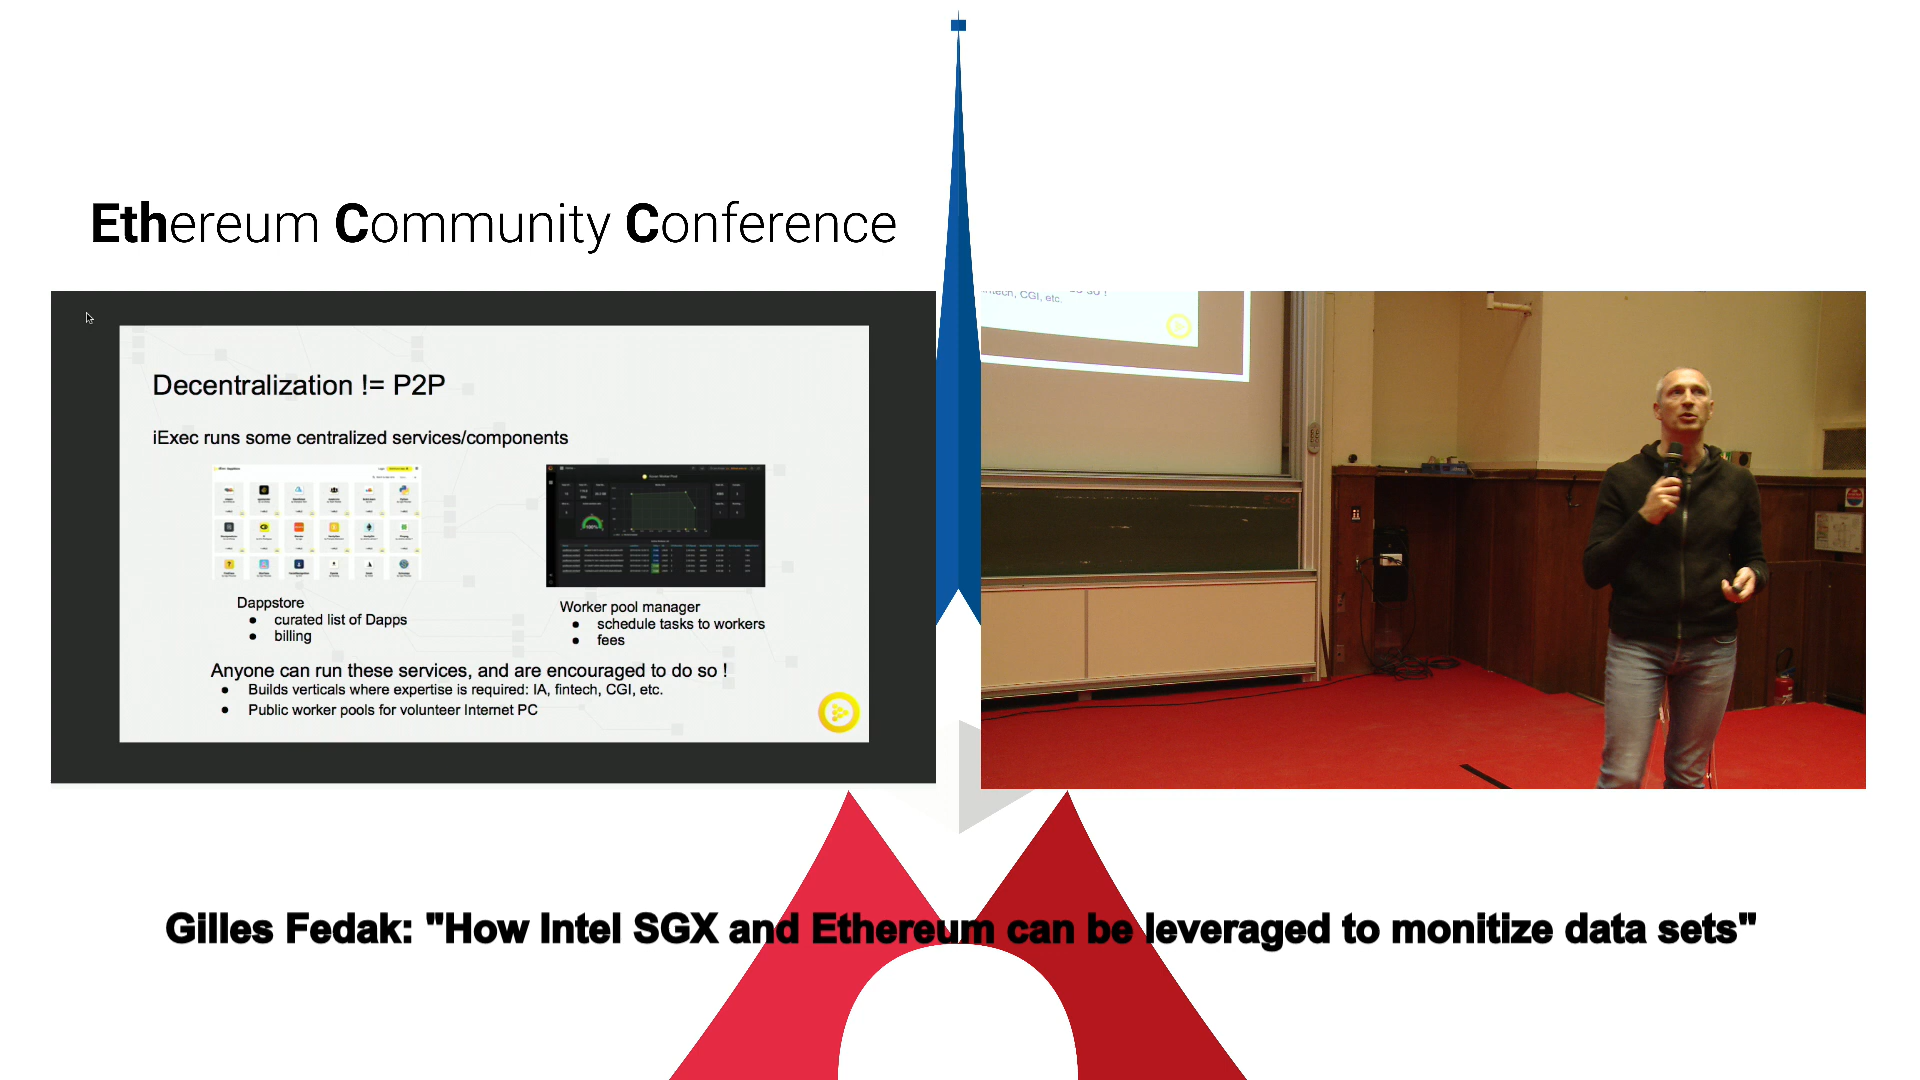 Ethereum Community Conference
Decentralization != P2P
iExec runs some centralized services/components
Dappstore
● curated list of Dapps
● billing
Worker pool manager
● schedule tasks to workers
● fees
Anyone can run these services, and are encouraged to do so !
● Builds verticals where expertise is required: IA, fintech, CGI, etc.
● Public worker pools for volunteer Internet PC
so !
CGI, etc.
Gilles Fedak: "How Intel SGX and Ethereum can be leveraged to monitize data sets"